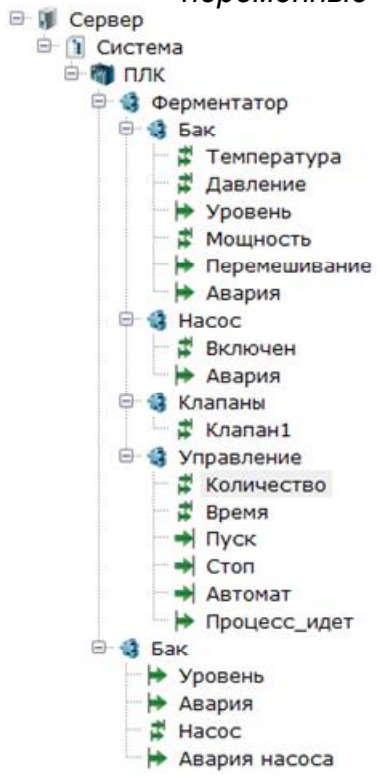 переменные
Сервер
Система
ПЛК
Ферментатор
Бак
Температура
Давление
Уровень
Мощность
Перемешивание
Авария
Насос
Включен
Авария
Клапаны
Клапан1
Управление
Количество
Время
Пуск
Стоп
Автомат
Процесс_идет
Бак
Уровень
Авария
Насос
Авария насоса